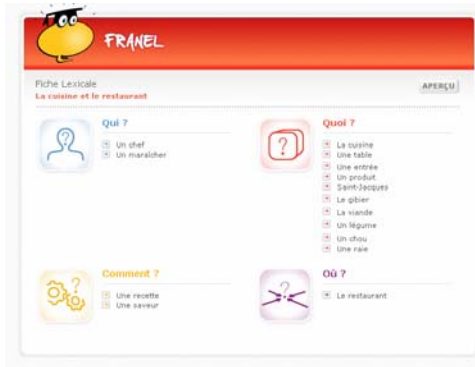 FRANEL
Fiche Lexicale
La cuisine et le restaurant
APERÇU
Qui ?
Un chef
Un maraîcher
Quoi ?
La cuisine
Une table
Une entrée
Un produit
Saint-Jacques
Le gibier
La viande
Un légume
Un chou
Une raie
Comment ?
Une recette
Une saveur
Où ?
Le restaurant